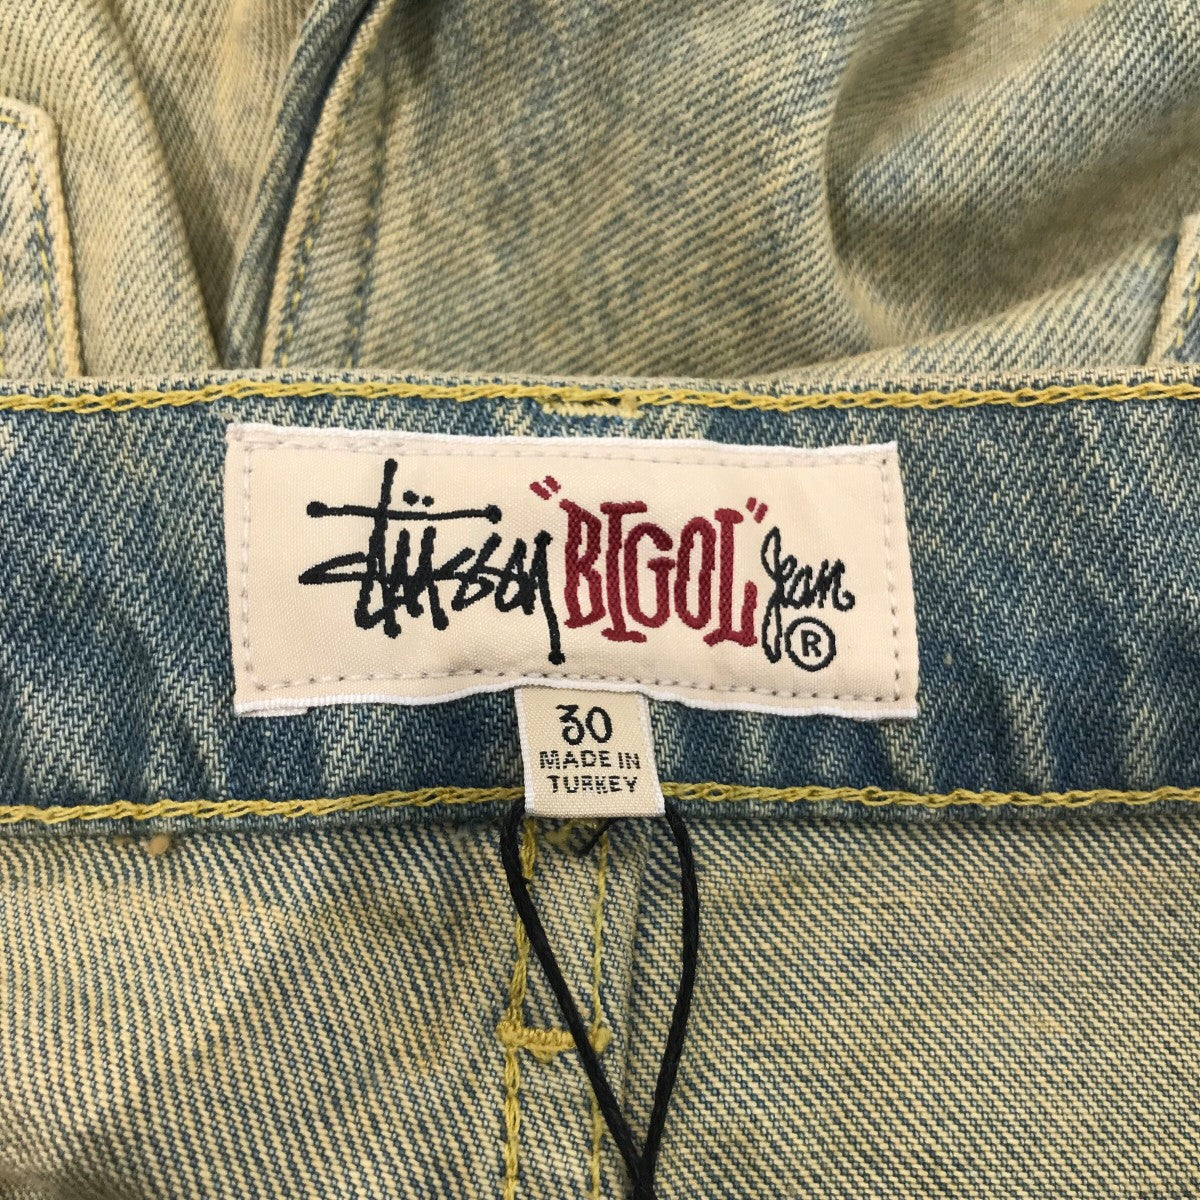 Stüssy "BIGOL" Jean ®
30
MADE IN
TURKEY